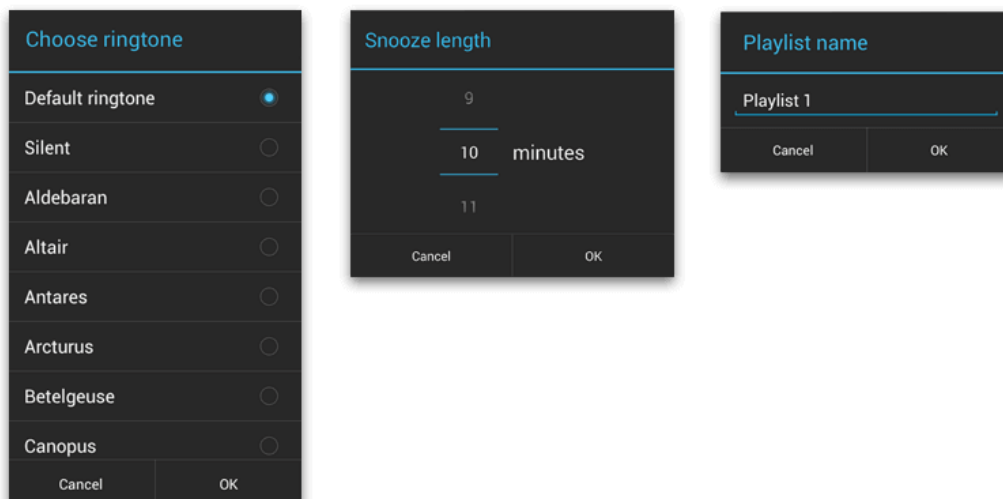 Choose ringtone
Default ringtone
Silent
Aldebaran
Altair
Antares
Arcturus
Betelgeuse
Canopus
Cancel OK
Snooze length
9
10 minutes
11
Cancel OK
Playlist name
Playlist 1
Cancel OK